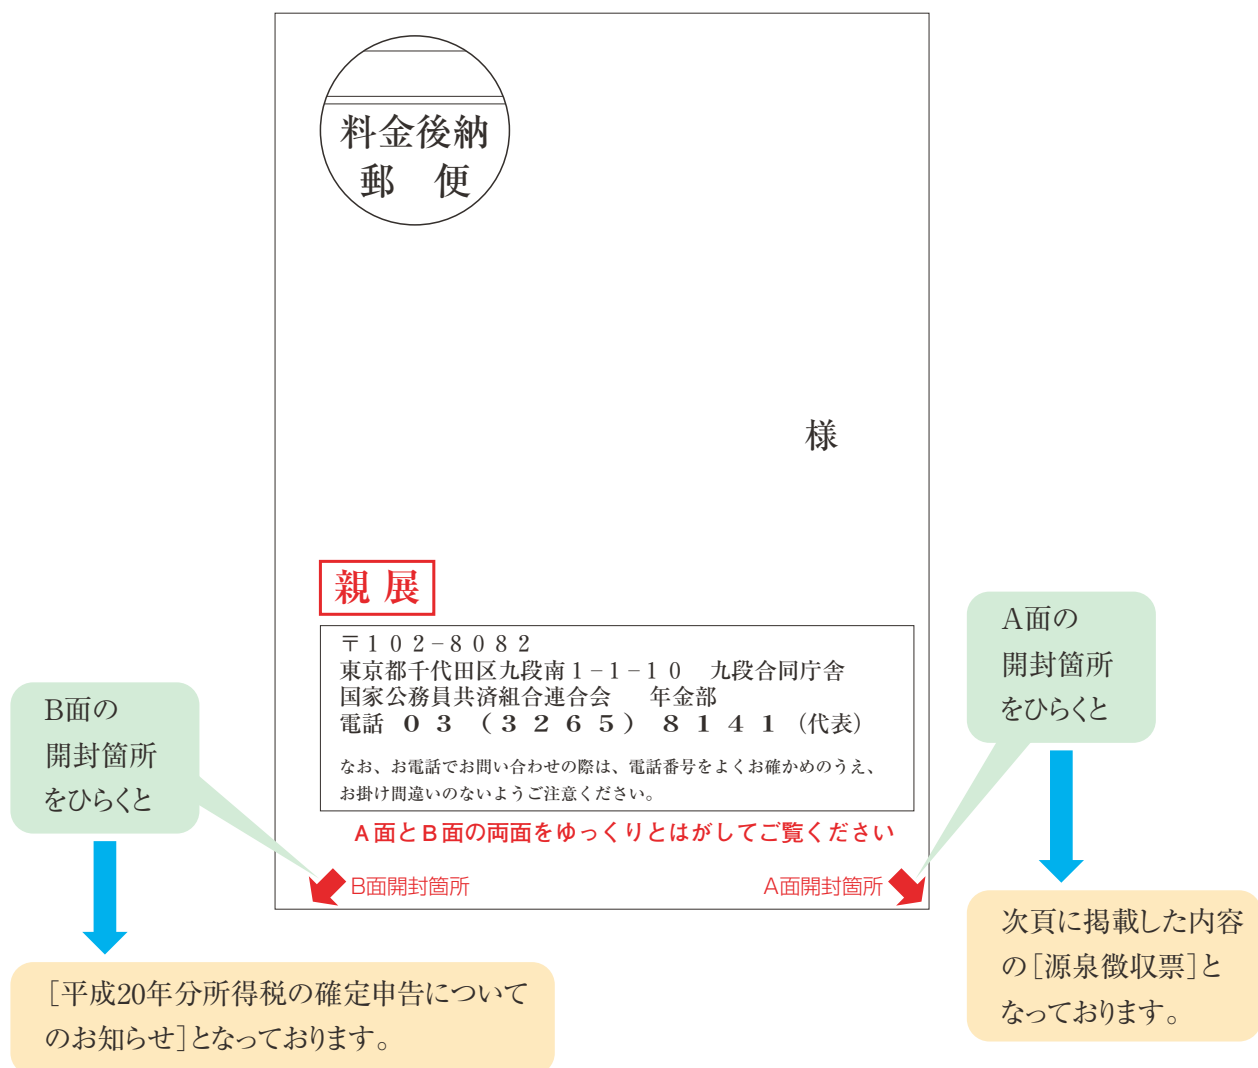 料金後納
郵　便
様
親 展
〒１０２−８０８２
東京都千代田区九段南１−１−１０　九段合同庁舎
国家公務員共済組合連合会　年金部
電話　０３（３２６５）８１４１（代表）
なお、お電話でお問い合わせの際は、電話番号をよくお確かめのうえ、
お掛け間違いのないようご注意ください。
Ａ面とＢ面の両面をゆっくりとはがしてご覧ください
B面開封箇所
A面開封箇所
B面の
開封箇所
をひらくと
［平成20年分所得税の確定申告について
のお知らせ］となっております。
A面の
開封箇所
をひらくと
次頁に掲載した内容
の［源泉徴収票］と
なっております。